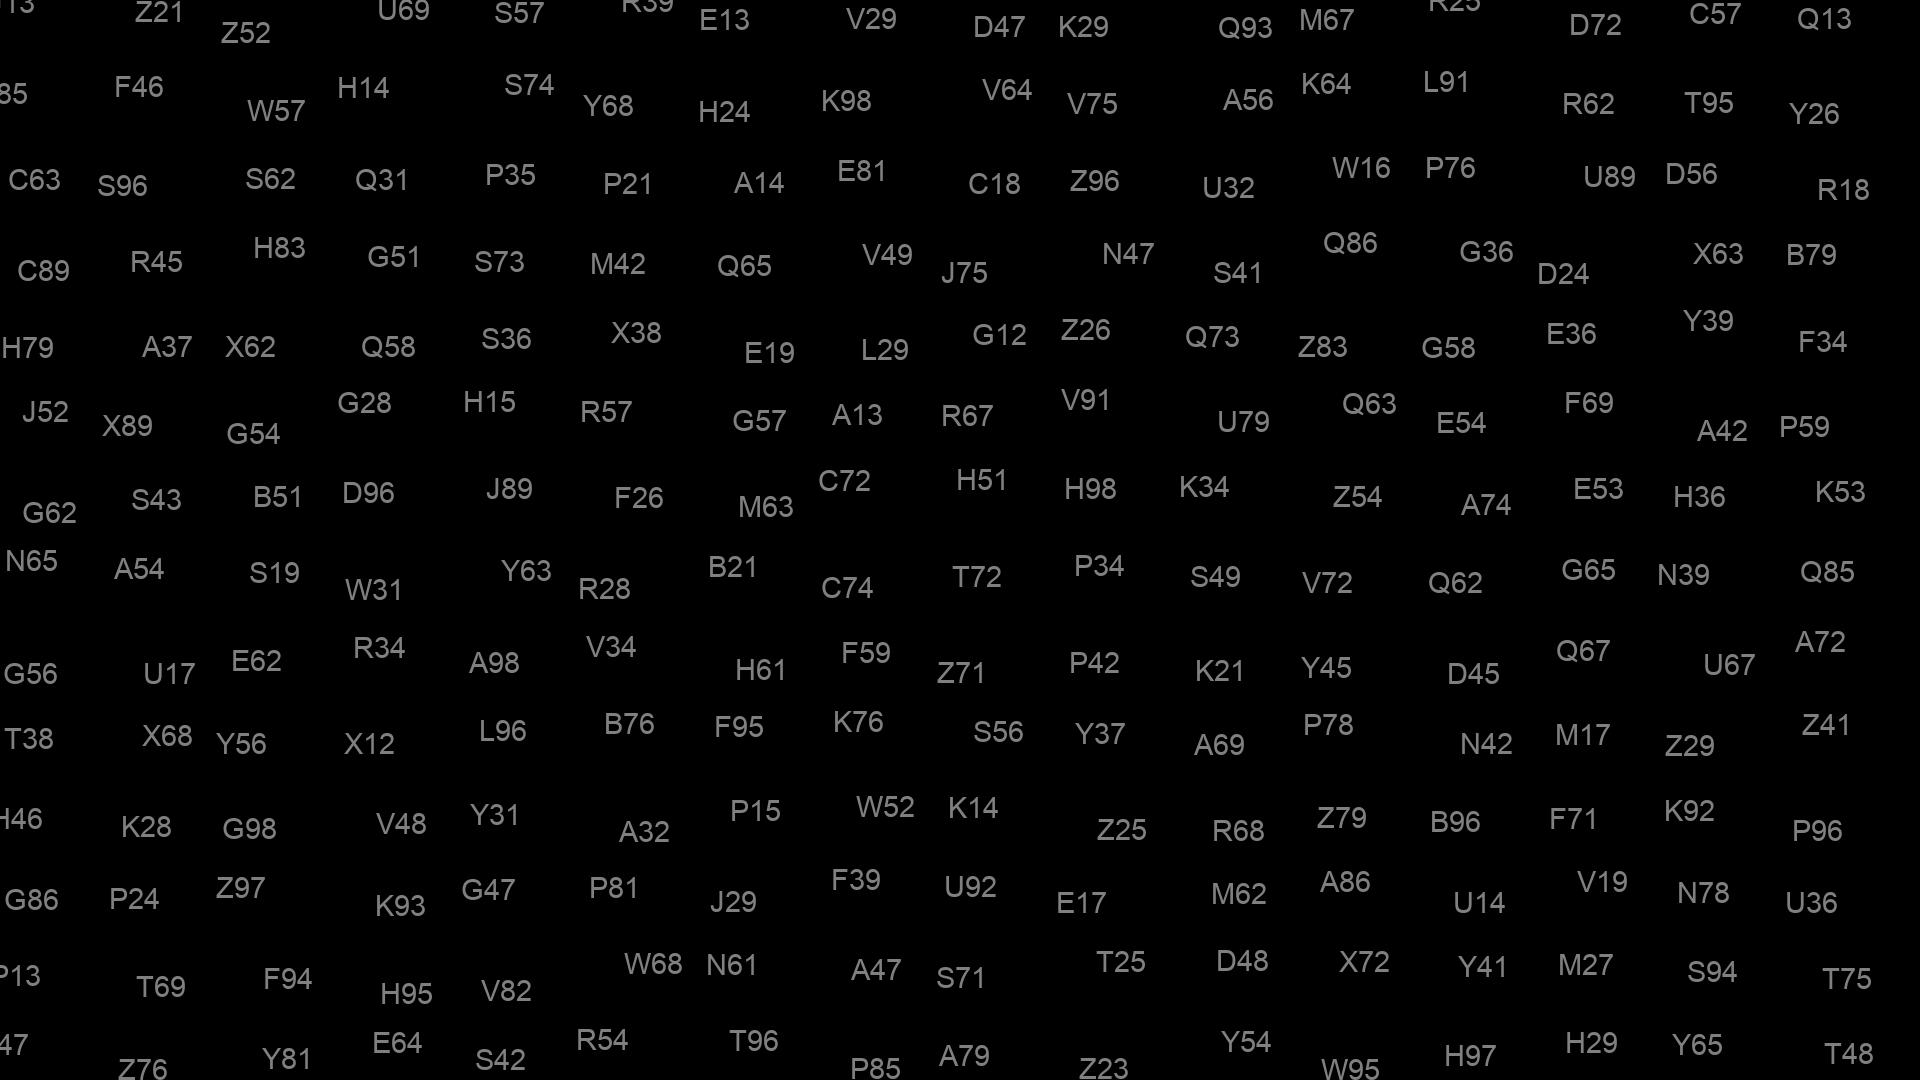 Z21 Z52 U69 S57 R39 E13 V29 D47 K29 Q93 M67 R25 D72 C57 Q13
F46 W57 H14 S74 Y68 H24 K98 V64 V75 A56 K64 L91 R62 T95 Y26
C63 S96 S62 Q31 P35 P21 A14 E81 C18 Z96 U32 W16 P76 U89 D56 R18
C89 R45 H83 G51 S73 M42 Q65 V49 J75 N47 S41 Q86 G36 D24 X63 B79
H79 A37 X62 Q58 S36 X38 E19 L29 G12 Z26 Q73 Z83 G58 E36 Y39 F34
J52 X89 G54 G28 H15 R57 G57 A13 R67 V91 U79 Q63 E54 F69 A42 P59
G62 S43 B51 D96 J89 F26 M63 C72 H51 H98 K34 Z54 A74 E53 H36 K53
N65 A54 S19 W31 Y63 R28 B21 C74 T72 P34 S49 V72 Q62 G65 N39 Q85
G56 U17 E62 R34 A98 V34 H61 F59 Z71 P42 K21 Y45 D45 Q67 U67 A72
T38 X68 Y56 X12 L96 B76 F95 K76 S56 Y37 A69 P78 N42 M17 Z29 Z41
H46 K28 G98 V48 Y31 A32 P15 W52 K14 Z25 R68 Z79 B96 F71 K92 P96
G86 P24 Z97 K93 G47 P81 J29 F39 U92 E17 M62 A86 U14 V19 N78 U36
P13 T69 F94 H95 V82 W68 N61 A47 S71 T25 D48 X72 Y41 M27 S94 T75
Z76 Y81 E64 S42 R54 T96 P85 A79 Z23 Y54 W95 H97 H29 Y65 T48